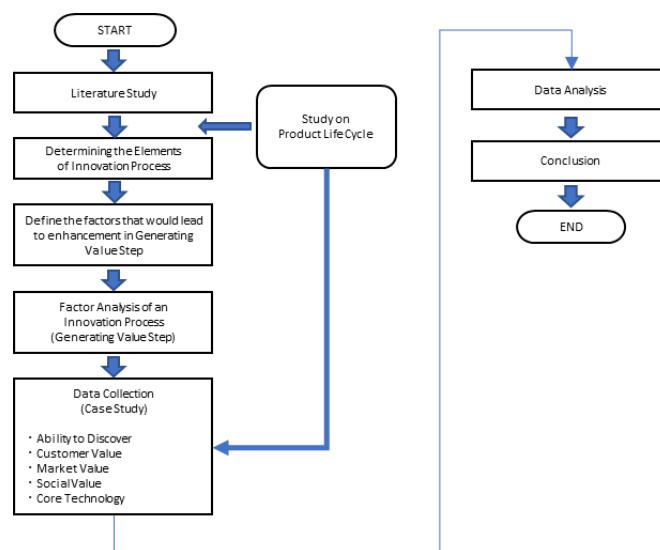 START
Literature Study
Study on
Product Life Cycle
Determining the Elements
of Innovation Process
Define the factors that would lead
to enhancement in Generating
Value Step
Factor Analysis of an
Innovation Process
(Generating Value Step)
Data Collection
(Case Study)
・Ability to Discover
・Customer Value
・Market Value
・Social Value
・Core Technology
Data Analysis
Conclusion
END